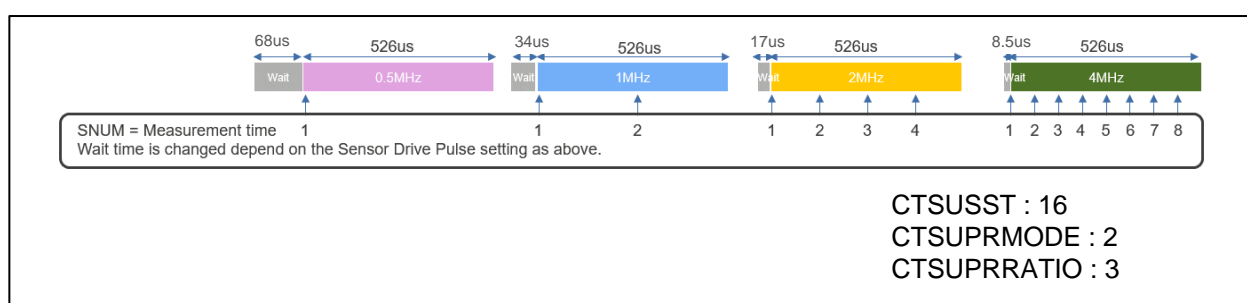 68us 526us 34us 526us 17us 526us 8.5us 526us
Wait 0.5MHz Wait 1MHz Wait 2MHz Wait 4MHz
SNUM = Measurement time 1 1 2 1 2 3 4 1 2 3 4 5 6 7 8
Wait time is changed depend on the Sensor Drive Pulse setting as above.
CTSUSST : 16
CTSUPRMODE : 2
CTSUPRRATIO : 3